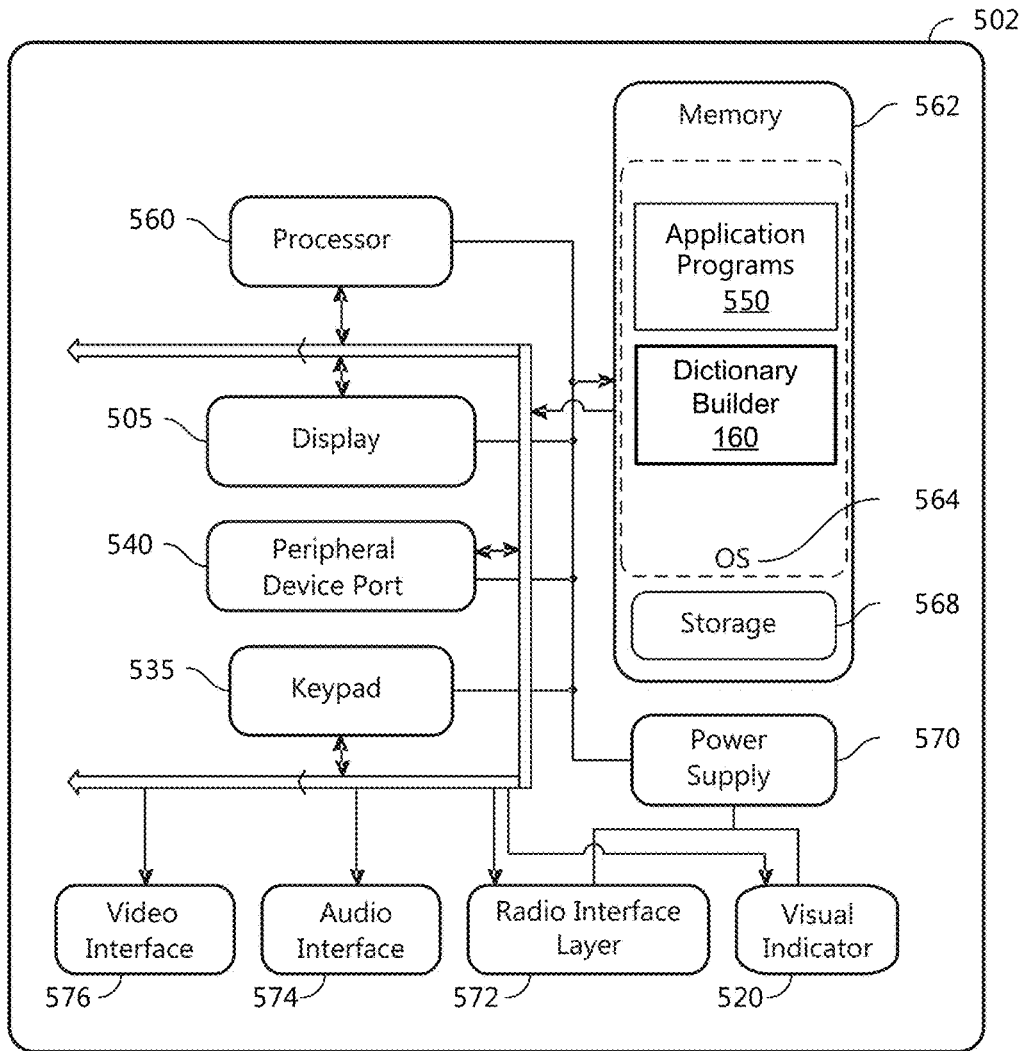 502
Memory
562
560
Processor
Application
Programs
550
505
Display
Dictionary
Builder
160
540
Peripheral
Device Port
564
OS
568
Storage
535
Keypad
Power
Supply
570
Video
Interface
Audio
Interface
Radio Interface
Layer
Visual
Indicator
576
574
572
520